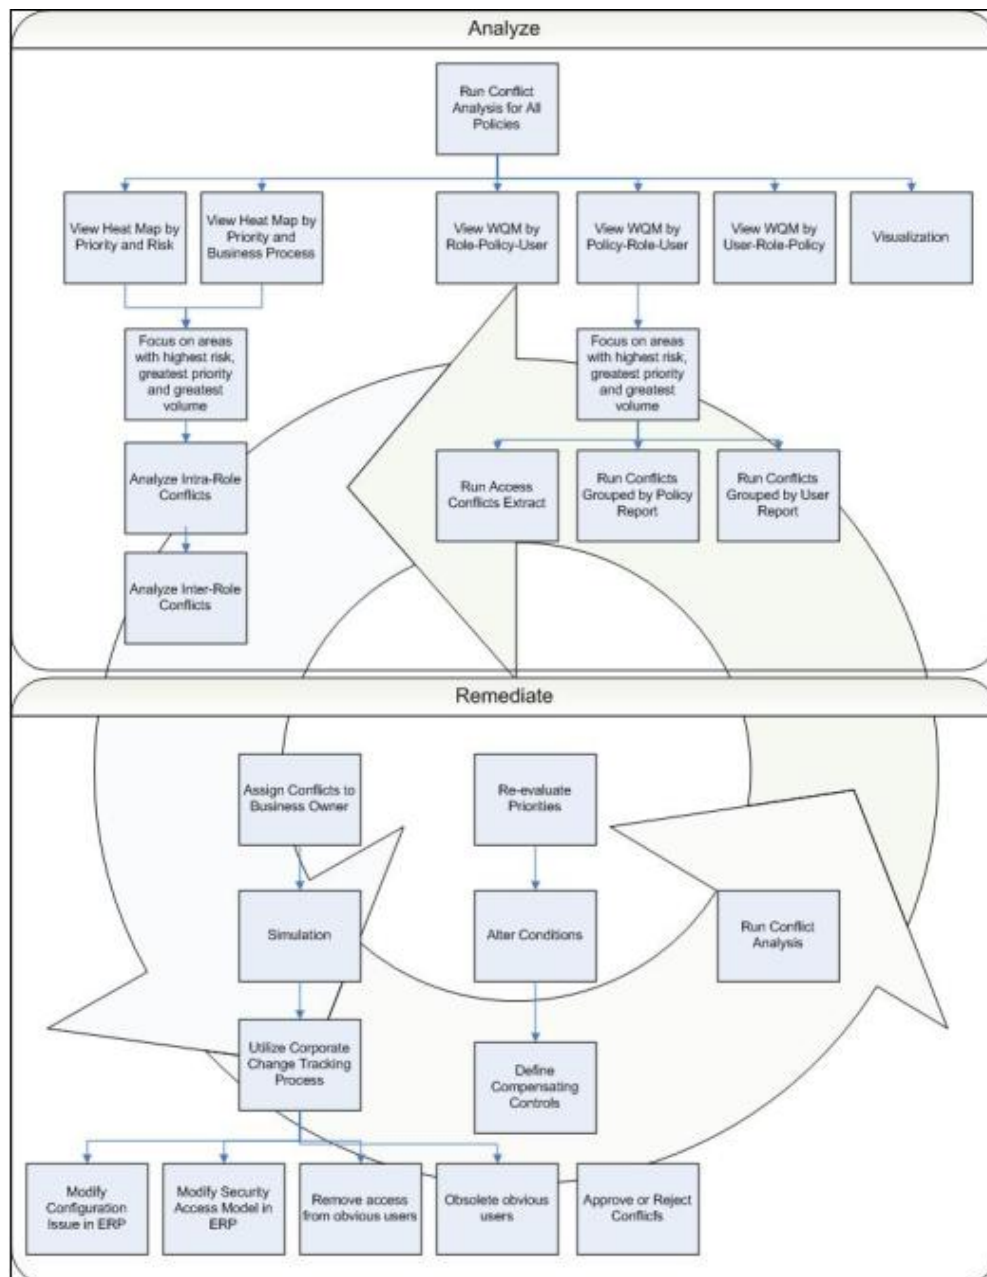 Analyze
Run Conflict
Analysis for All
Policies
View Heat Map by
Priority and Risk
View Heat Map by
Priority and
Business Process
View WQM by
Role-Policy-User
View WQM by
Policy-Role-User
View WQM by
User-Role-Policy
Visualization
Focus on areas
with highest risk,
greatest priority
and greatest
volume
Focus on areas
with highest risk,
greatest priority
and greatest
volume
Analyze Intra-Role
Conflicts
Run Access
Conflicts Extract
Run Conflicts
Grouped by Policy
Report
Run Conflicts
Grouped by User
Report
Analyze Inter-Role
Conflicts
Remediate
Assign Conflicts to
Business Owner
Re-evaluate
Priorities
Simulation
Alter Conditions
Run Conflict
Analysis
Utilize Corporate
Change Tracking
Process
Define
Compensating
Controls
Modify
Configuration
Issue in ERP
Modify Security
Access Model in
ERP
Remove access
from obvious users
Obsolete obvious
users
Approve or Reject
Conflicts